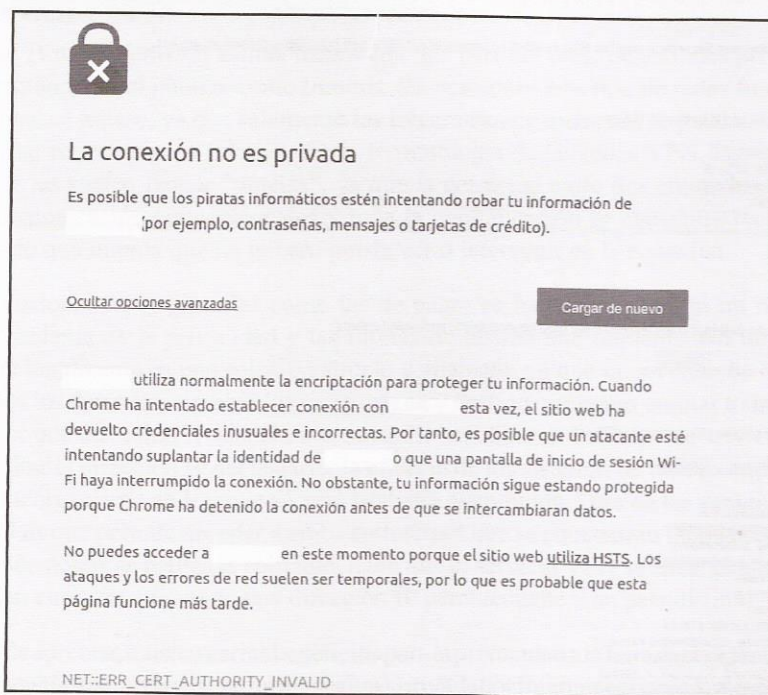 La conexión no es privada
Es posible que los piratas informáticos estén intentando robar tu información de
(por ejemplo, contraseñas, mensajes o tarjetas de crédito).
Ocultar opciones avanzadas
Cargar de nuevo
utiliza normalmente la encriptación para proteger tu información. Cuando
Chrome ha intentado establecer conexión con esta vez, el sitio web ha
devuelto credenciales inusuales e incorrectas. Por tanto, es posible que un atacante esté
intentando suplantar la identidad de o que una pantalla de inicio de sesión Wi-
Fi haya interrumpido la conexión. No obstante, tu información sigue estando protegida
porque Chrome ha detenido la conexión antes de que se intercambiaran datos.
No puedes acceder a en este momento porque el sitio web utiliza HSTS. Los
ataques y los errores de red suelen ser temporales, por lo que es probable que esta
página funcione más tarde.
NET::ERR_CERT_AUTHORITY_INVALID